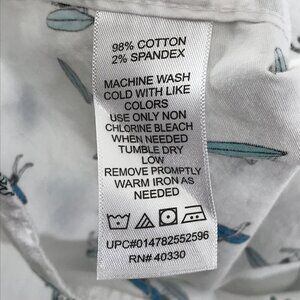 98% COTTON
2% SPANDEX
MACHINE WASH
COLD WITH LIKE
COLORS
USE ONLY NON
CHLORINE BLEACH
WHEN NEEDED
TUMBLE DRY
LOW
REMOVE PROMPTLY
WARM IRON AS
NEEDED
UPC#014782552596
RN# 40330